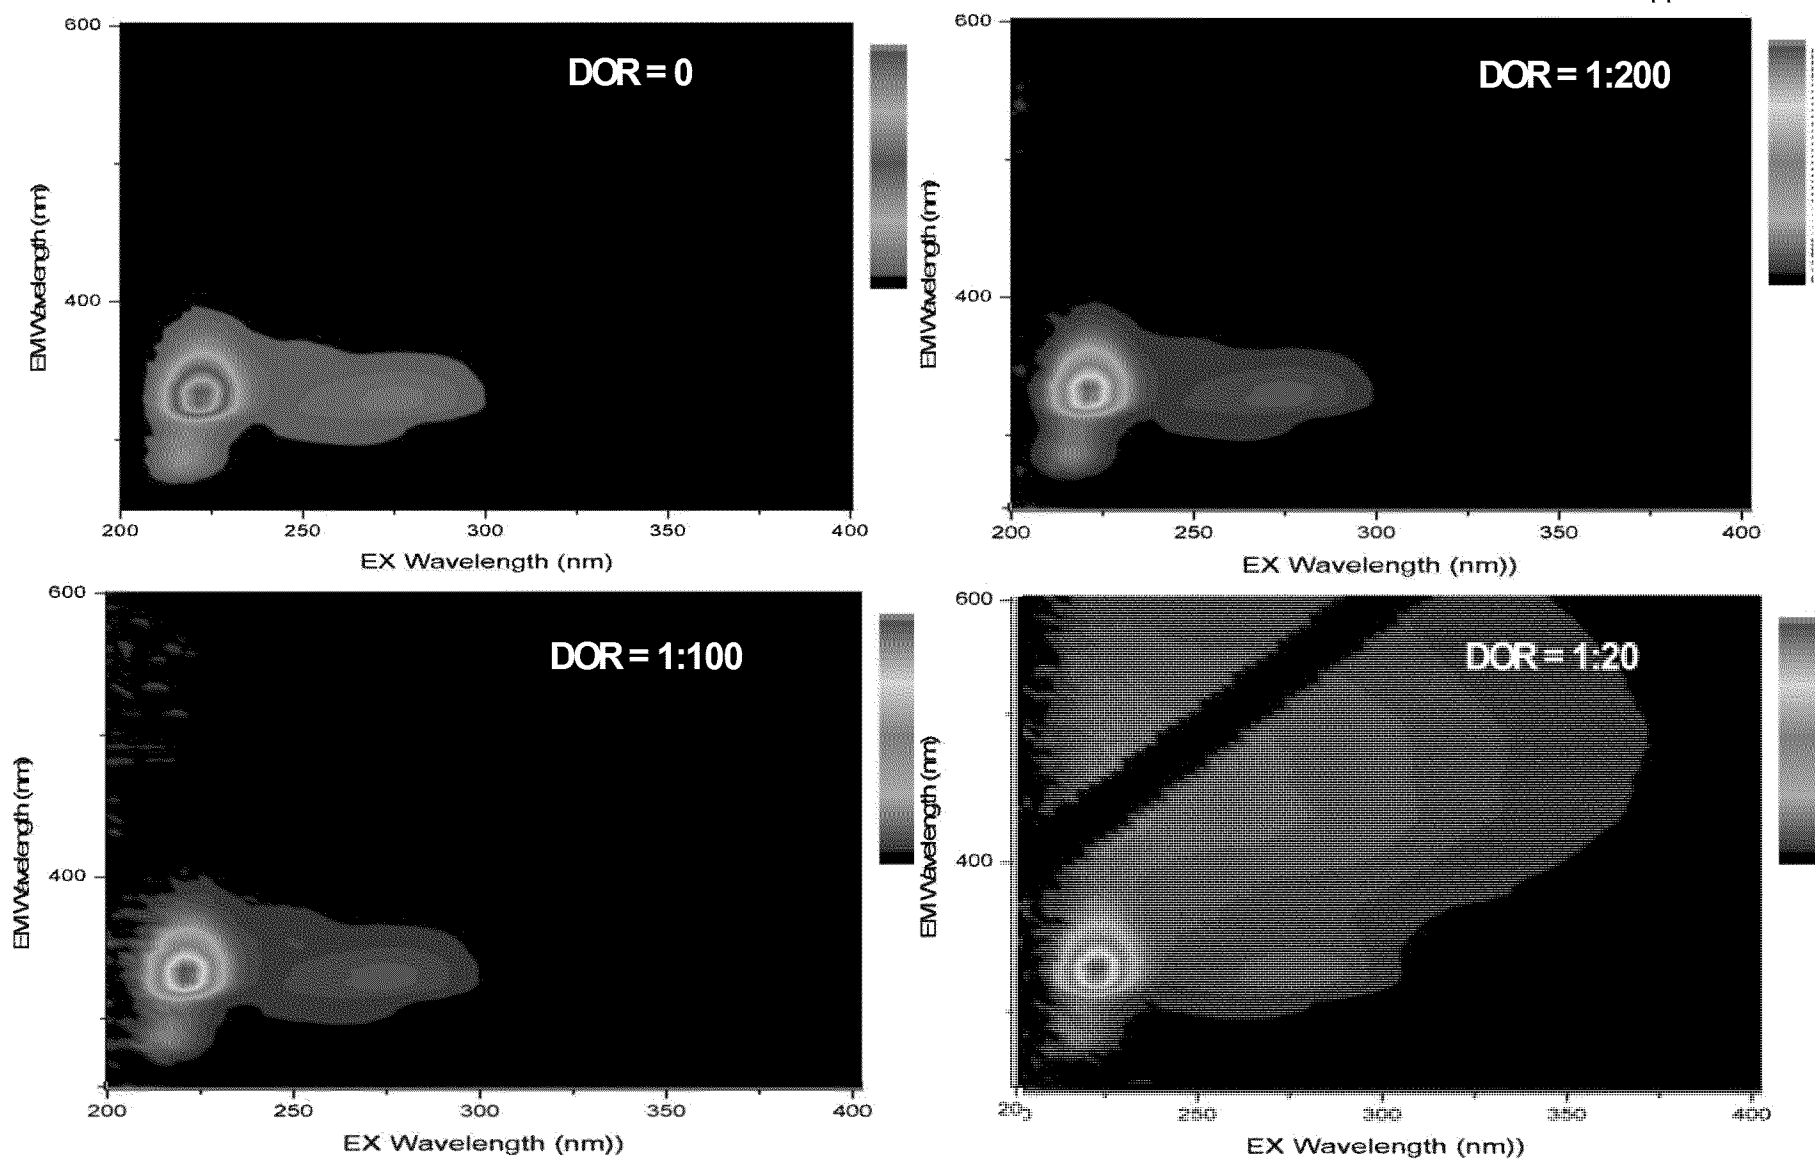 600
DOR = 0
400
EM Wavelength (nm)
200 250 300 350 400
EX Wavelength (nm)
600
DOR = 1:200
400
EM Wavelength (nm)
200 250 300 350 400
EX Wavelength (nm))
600
DOR = 1:100
400
EM Wavelength (nm)
200 250 300 350 400
EX Wavelength (nm))
600
DOR = 1:20
400
EM Wavelength (nm)
200 250 300 350 400
EX Wavelength (nm))